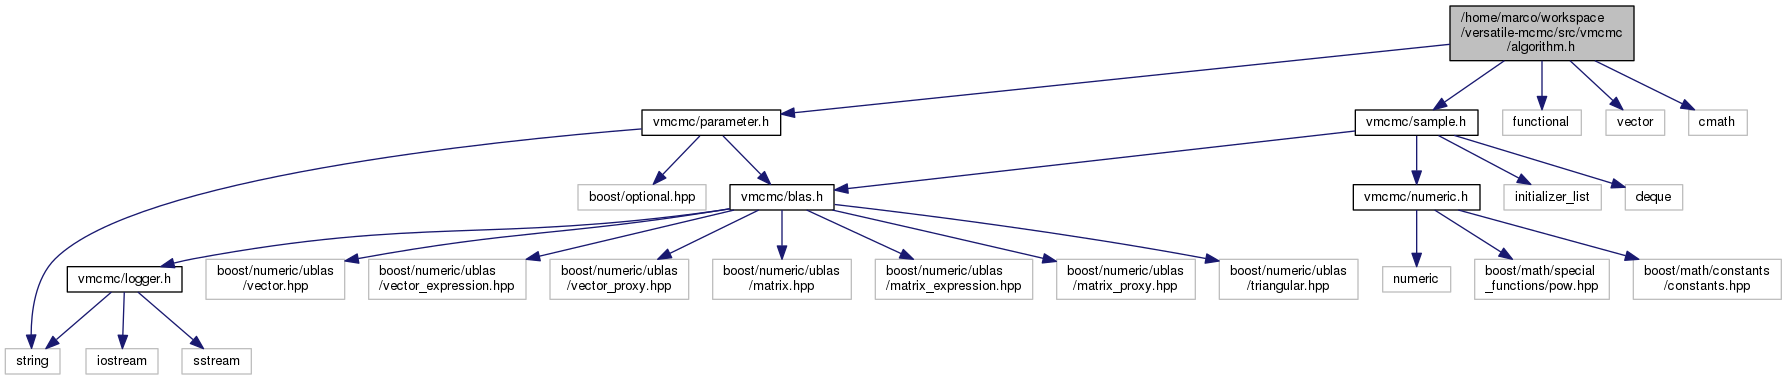 /home/marco/workspace
/versatile-mcmc/src/vmcmc
/algorithm.h
vmcmc/parameter.h
vmcmc/sample.h
functional
vector
cmath
boost/optional.hpp
vmcmc/blas.h
vmcmc/numeric.h
initializer_list
deque
vmcmc/logger.h
boost/numeric/ublas
/vector.hpp
boost/numeric/ublas
/vector_expression.hpp
boost/numeric/ublas
/vector_proxy.hpp
boost/numeric/ublas
/matrix.hpp
boost/numeric/ublas
/matrix_expression.hpp
boost/numeric/ublas
/matrix_proxy.hpp
boost/numeric/ublas
/triangular.hpp
numeric
boost/math/special
_functions/pow.hpp
boost/math/constants
/constants.hpp
string
iostream
sstream